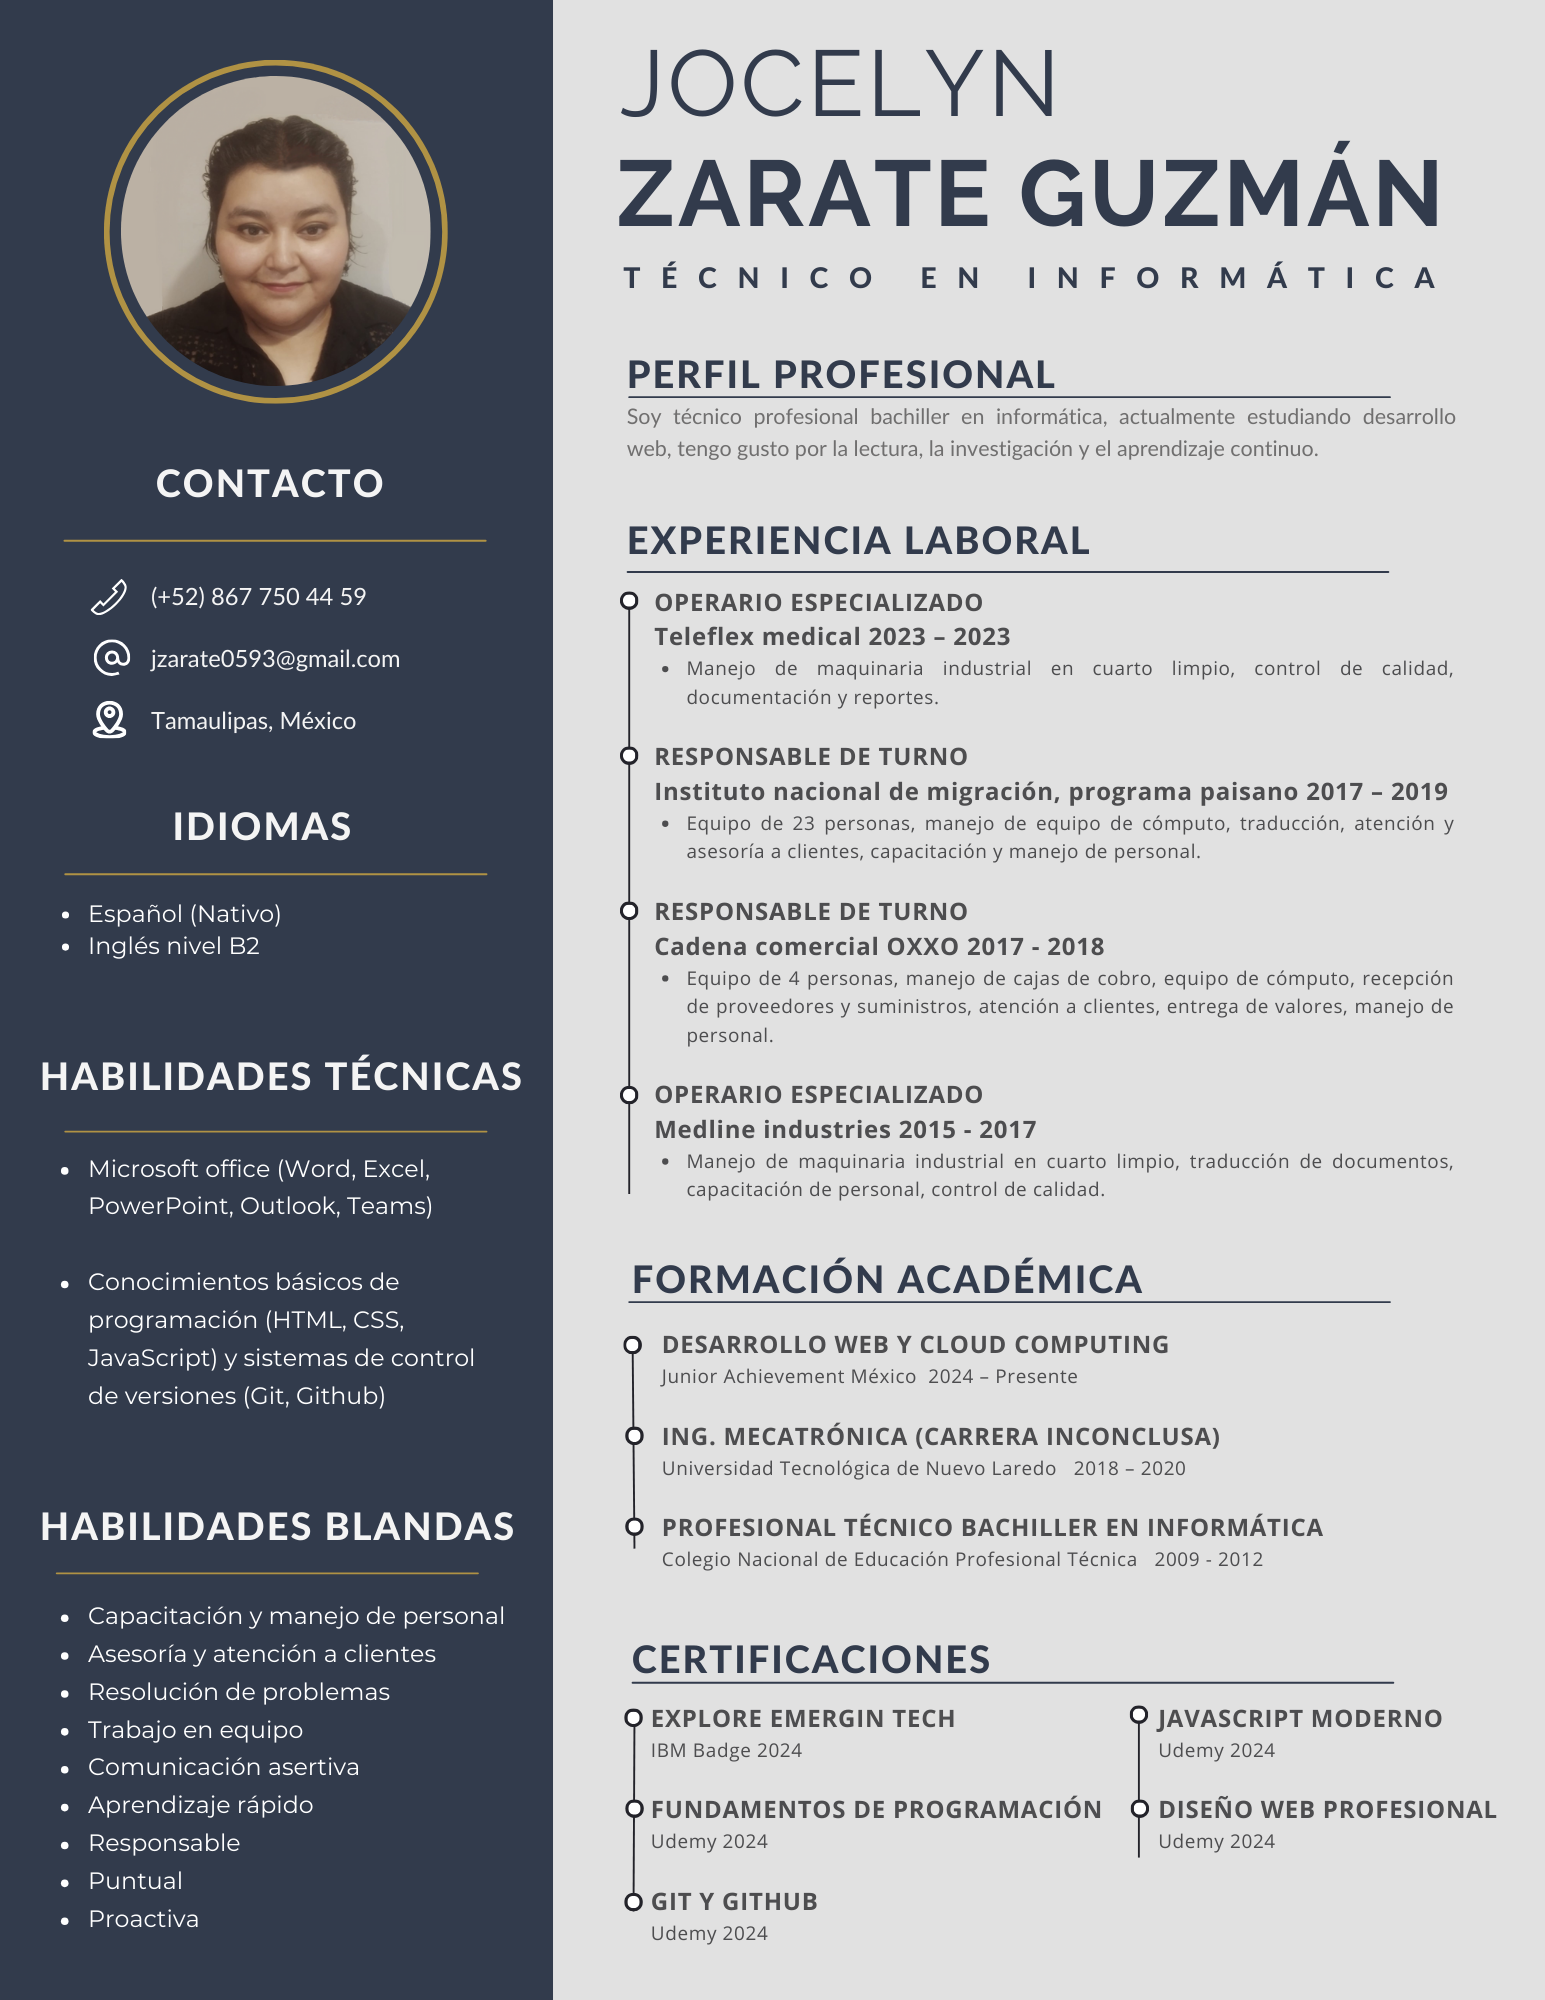 JOCELYN
ZARATE GUZMÁN
TÉCNICO EN INFORMÁTICA
CONTACTO
(+52) 867 750 44 59
jzarate0593@gmail.com
Tamaulipas, México
IDIOMAS
• Español (Nativo)
• Inglés nivel B2
HABILIDADES TÉCNICAS
• Microsoft office (Word, Excel,
PowerPoint, Outlook, Teams)
• Conocimientos básicos de
programación (HTML, CSS,
JavaScript) y sistemas de control
de versiones (Git, Github)
HABILIDADES BLANDAS
• Capacitación y manejo de personal
• Asesoría y atención a clientes
• Resolución de problemas
• Trabajo en equipo
• Comunicación asertiva
• Aprendizaje rápido
• Responsable
• Puntual
• Proactiva
PERFIL PROFESIONAL
Soy técnico profesional bachiller en informática, actualmente estudiando desarrollo
web, tengo gusto por la lectura, la investigación y el aprendizaje continuo.
EXPERIENCIA LABORAL
OPERARIO ESPECIALIZADO
Teleflex medical 2023 – 2023
• Manejo de maquinaria industrial en cuarto limpio, control de calidad,
documentación y reportes.
RESPONSABLE DE TURNO
Instituto nacional de migración, programa paisano 2017 – 2019
• Equipo de 23 personas, manejo de equipo de cómputo, traducción, atención y
asesoría a clientes, capacitación y manejo de personal.
RESPONSABLE DE TURNO
Cadena comercial OXXO 2017 - 2018
• Equipo de 4 personas, manejo de cajas de cobro, equipo de cómputo, recepción
de proveedores y suministros, atención a clientes, entrega de valores, manejo de
personal.
OPERARIO ESPECIALIZADO
Medline industries 2015 - 2017
• Manejo de maquinaria industrial en cuarto limpio, traducción de documentos,
capacitación de personal, control de calidad.
FORMACIÓN ACADÉMICA
DESARROLLO WEB Y CLOUD COMPUTING
Junior Achievement México 2024 – Presente
ING. MECATRÓNICA (CARRERA INCONCLUSA)
Universidad Tecnológica de Nuevo Laredo 2018 – 2020
PROFESIONAL TÉCNICO BACHILLER EN INFORMÁTICA
Colegio Nacional de Educación Profesional Técnica 2009 - 2012
CERTIFICACIONES
EXPLORE EMERGIN TECH
IBM Badge 2024
FUNDAMENTOS DE PROGRAMACIÓN
Udemy 2024
GIT Y GITHUB
Udemy 2024
JAVASCRIPT MODERNO
Udemy 2024
DISEÑO WEB PROFESIONAL
Udemy 2024